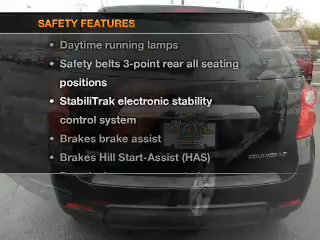 SAFETY FEATURES
• Daytime running lamps
• Safety belts 3-point rear all seating
positions
• StabiliTrak electronic stability
control system
• Brakes brake assist
• Brakes Hill Start-Assist (HAS)